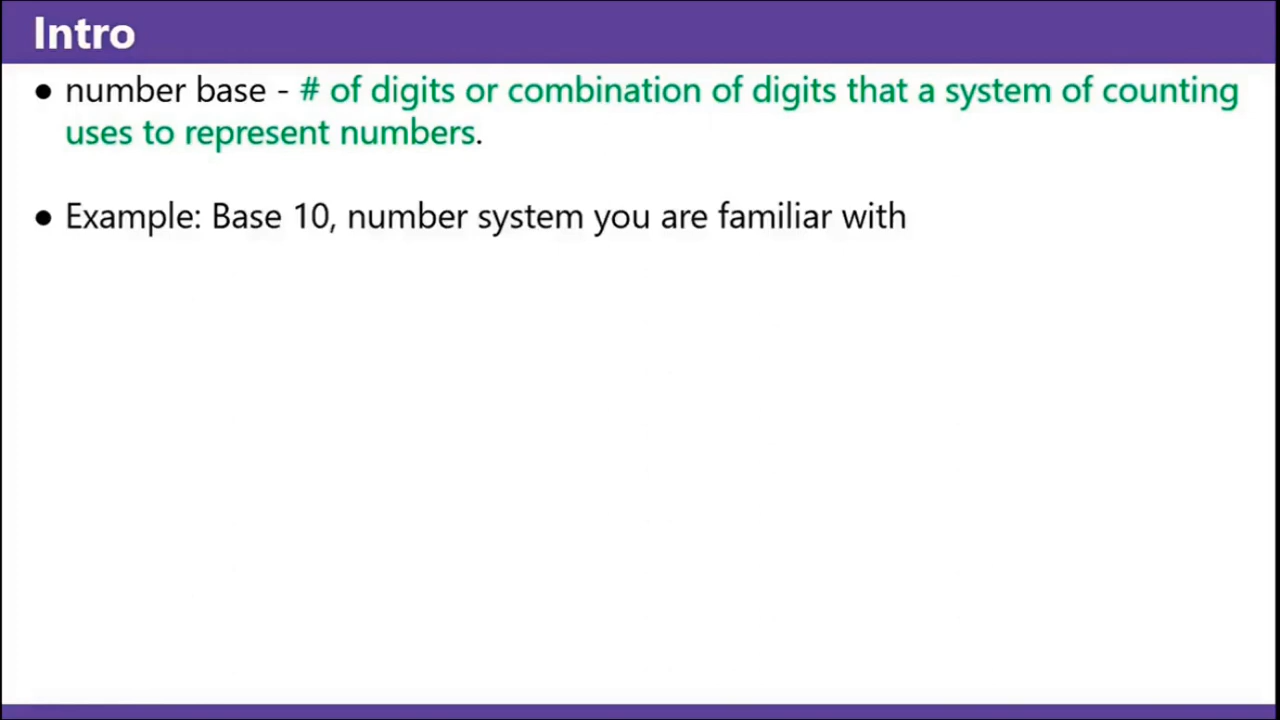 Intro
● number base - # of digits or combination of digits that a system of counting
uses to represent numbers.
● Example: Base 10, number system you are familiar with